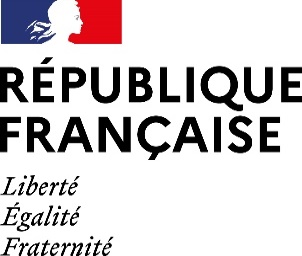 RÉPUBLIQUE
FRANÇAISE
Liberté
Égalité
Fraternité